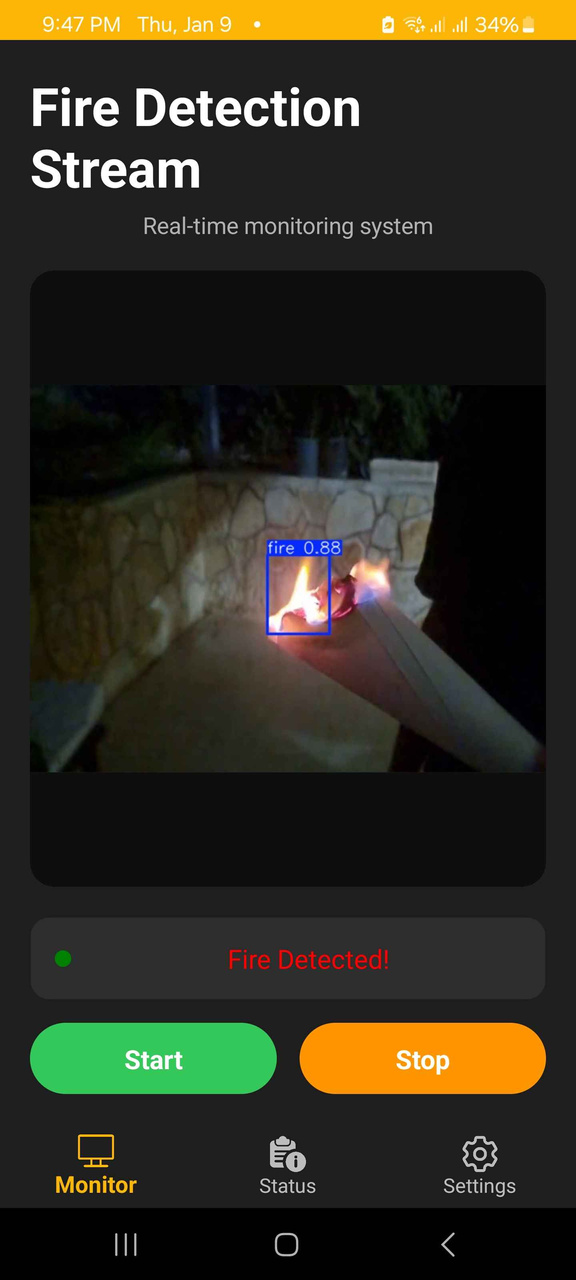 9:47 PM Thu, Jan 9 • 34%
Fire Detection
Stream
Real-time monitoring system
fire 0.88
Fire Detected!
Start Stop
Monitor Status Settings